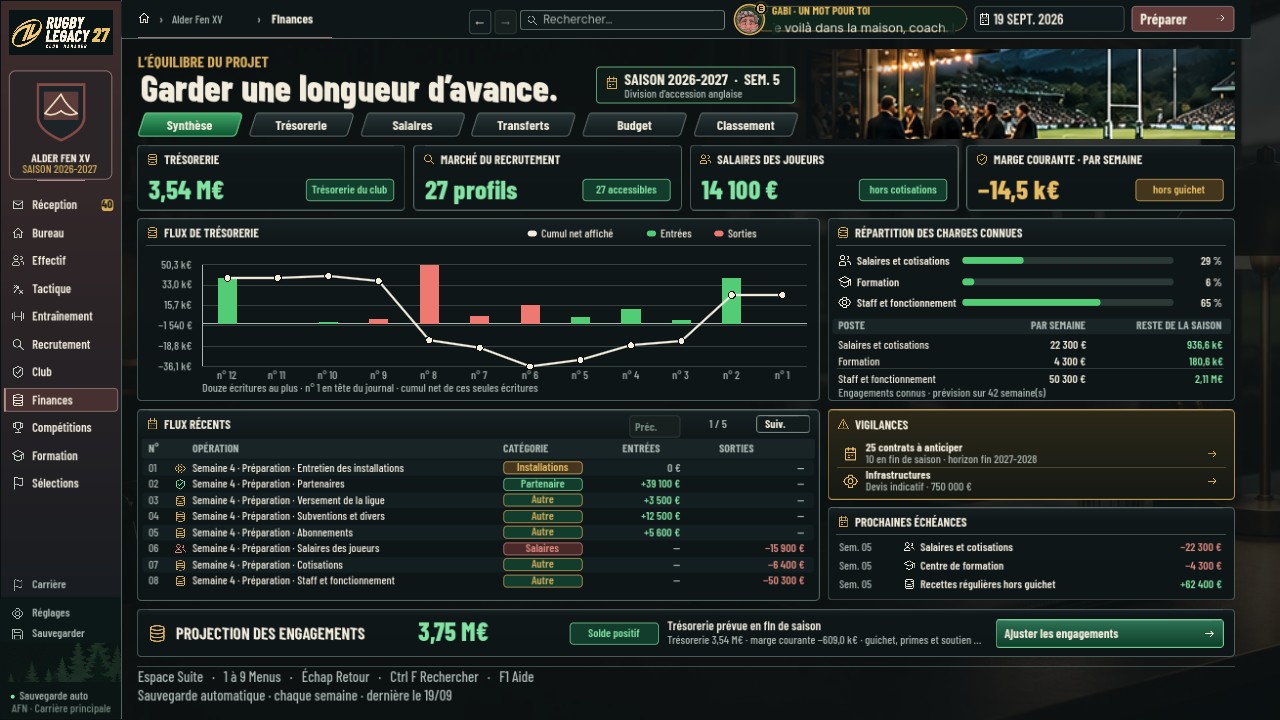 RUGBY
LEGACY 27
CLUB MANAGER
Alder Fen XV
Finances
Rechercher...
GABI · UN MOT POUR TOI
e voilà dans la maison, coach.
19 SEPT. 2026
Préparer
L'ÉQUILIBRE DU PROJET
Garder une longueur d'avance.
SAISON 2026-2027 · SEM. 5
Division d'accession anglaise
Synthèse
Trésorerie
Salaires
Transferts
Budget
Classement
ALDER FEN XV
SAISON 2026-2027
Réception
40
Bureau
Effectif
Tactique
Entraînement
Recrutement
Club
Finances
Compétitions
Formation
Sélections
Carrière
Réglages
Sauvegarder
Sauvegarde auto
AFN · Carrière principale
TRÉSORERIE
3,54 M€
Trésorerie du club
MARCHÉ DU RECRUTEMENT
27 profils
27 accessibles
SALAIRES DES JOUEURS
14 100 €
hors cotisations
MARGE COURANTE · PAR SEMAINE
−14,5 k€
hors guichet
FLUX DE TRÉSORERIE
Cumul net affiché
Entrées
Sorties
50,3 k€
33,0 k€
15,7 k€
−1 540 €
−18,8 k€
−36,1 k€
n° 12
n° 11
n° 10
n° 9
n° 8
n° 7
n° 6
n° 5
n° 4
n° 3
n° 2
n° 1
Douze écritures au plus · n° 1 en tête du journal · cumul net de ces seules écritures
RÉPARTITION DES CHARGES CONNUES
Salaires et cotisations 29 %
Formation 6 %
Staff et fonctionnement 65 %
POSTE PAR SEMAINE RESTE DE LA SAISON
Salaires et cotisations 22 300 € 936,6 k€
Formation 4 300 € 180,6 k€
Staff et fonctionnement 50 300 € 2,11 M€
Engagements connus · prévision sur 42 semaine(s)
FLUX RÉCENTS
Préc.
1 / 5
Suiv.
N° OPÉRATION CATÉGORIE ENTRÉES SORTIES
01 Semaine 4 · Préparation · Entretien des installations Installations 0 € —
02 Semaine 4 · Préparation · Partenaires Partenaire +39 100 € —
03 Semaine 4 · Préparation · Versement de la ligue Autre +3 500 € —
04 Semaine 4 · Préparation · Subventions et divers Autre +12 500 € —
05 Semaine 4 · Préparation · Abonnements Autre +5 600 € —
06 Semaine 4 · Préparation · Salaires des joueurs Salaires — −15 900 €
07 Semaine 4 · Préparation · Cotisations Autre — −6 400 €
08 Semaine 4 · Préparation · Staff et fonctionnement Autre — −50 300 €
VIGILANCES
25 contrats à anticiper
10 en fin de saison · horizon fin 2027-2028
Infrastructures
Devis indicatif · 750 000 €
PROCHAINES ÉCHÉANCES
Sem. 05 Salaires et cotisations −22 300 €
Sem. 05 Centre de formation −4 300 €
Sem. 05 Recettes régulières hors guichet +62 400 €
PROJECTION DES ENGAGEMENTS
3,75 M€
Solde positif
Trésorerie prévue en fin de saison
Trésorerie 3,54 M€ · marge courante −609,0 k€ · guichet, primes et soutien ...
Ajuster les engagements
Espace Suite · 1 à 9 Menus · Échap Retour · Ctrl F Rechercher · F1 Aide
Sauvegarde automatique · chaque semaine · dernière le 19/09